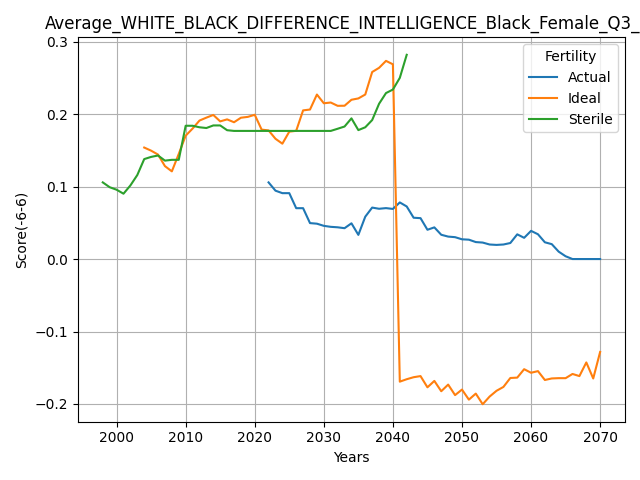 Average_WHITE_BLACK_DIFFERENCE_INTELLIGENCE_Black_Female_Q3_
0.3
0.2
0.1
0.0
−0.1
−0.2
Score(-6-6)
Fertility
Actual
Ideal
Sterile
2000 2010 2020 2030 2040 2050 2060 2070
Years